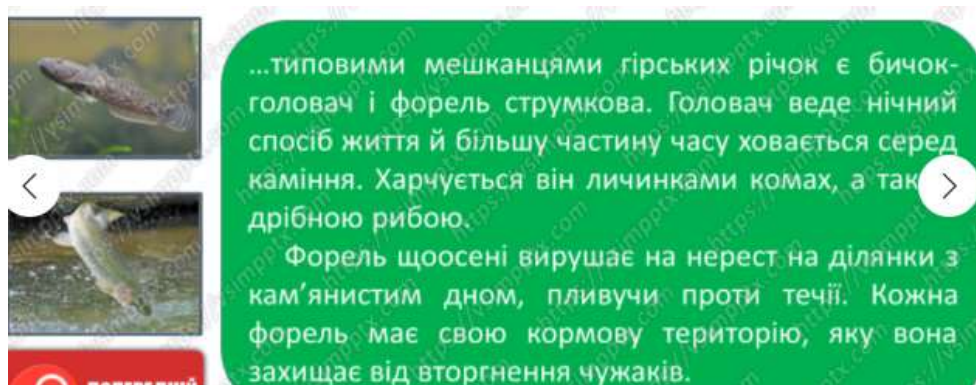 ...типовими мешканцями гірських річок є бичок-
головач і форель струмкова. Головач веде нічний
спосіб життя й більшу частину часу ховається серед
каміння. Харчується він личинками комах, а так
дрібною рибою.
Форель щоосені вирушає на нерест на ділянки з
кам’янистим дном, пливучи проти течії. Кожна
форель має свою кормову територію, яку вона
захищає від вторгнення чужаків.